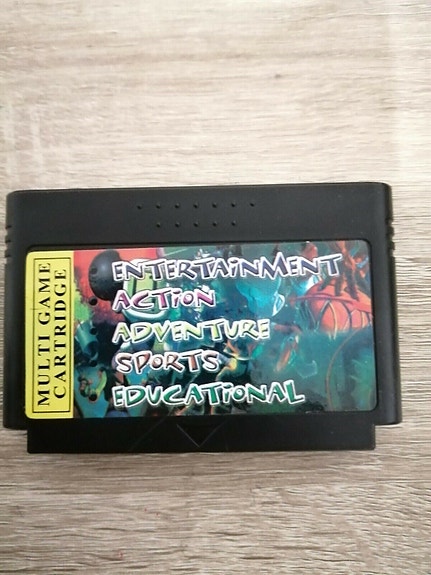 MULTI GAME
CARTRIDGE
ENTERTAINMENT
ACTION
ADVENTURE
SPORTS
EDUCATIONAL